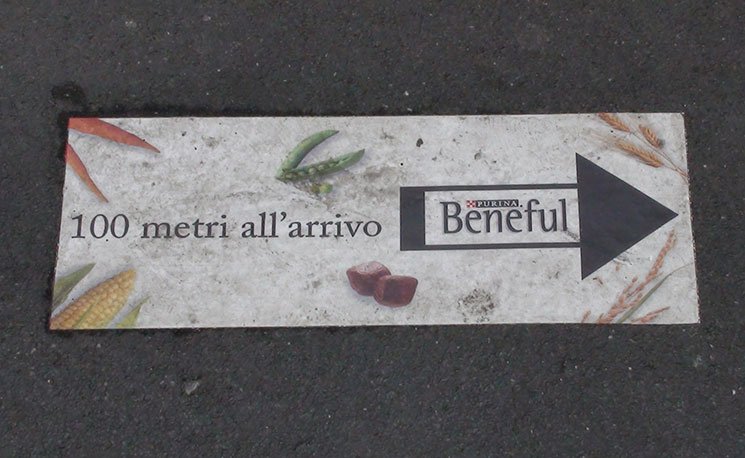 100 metri all'arrivo
PURINA
Beneful